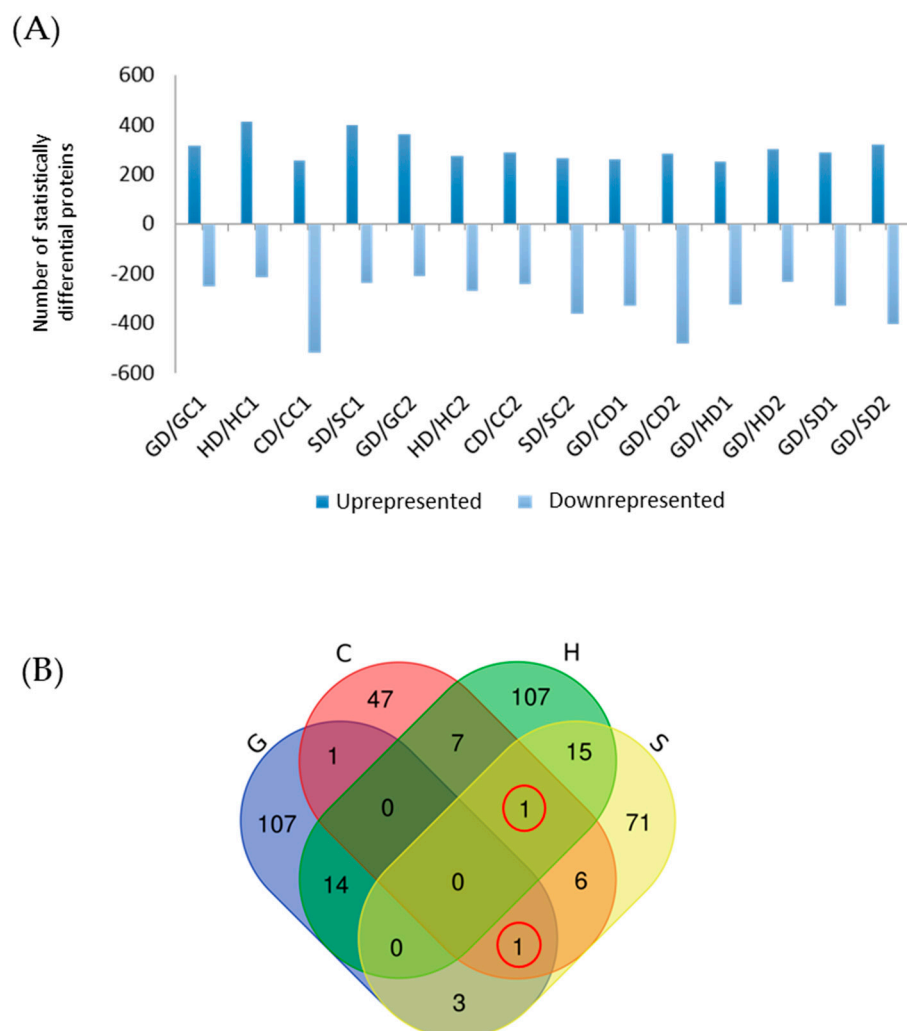 (A)
Number of statistically
differential proteins
600
400
200
0
-200
-400
-600
GD/GC1
HD/HC1
CD/CC1
SD/SC1
GD/GC2
HD/HC2
CD/CC2
SD/SC2
GD/CD1
GD/CD2
GD/HD1
GD/HD2
GD/SD1
GD/SD2
Uprepresented Downrepresented
(B)
C H
G S
47 107
1 7 15
107 0 1 71
14 0 6
0 1
3